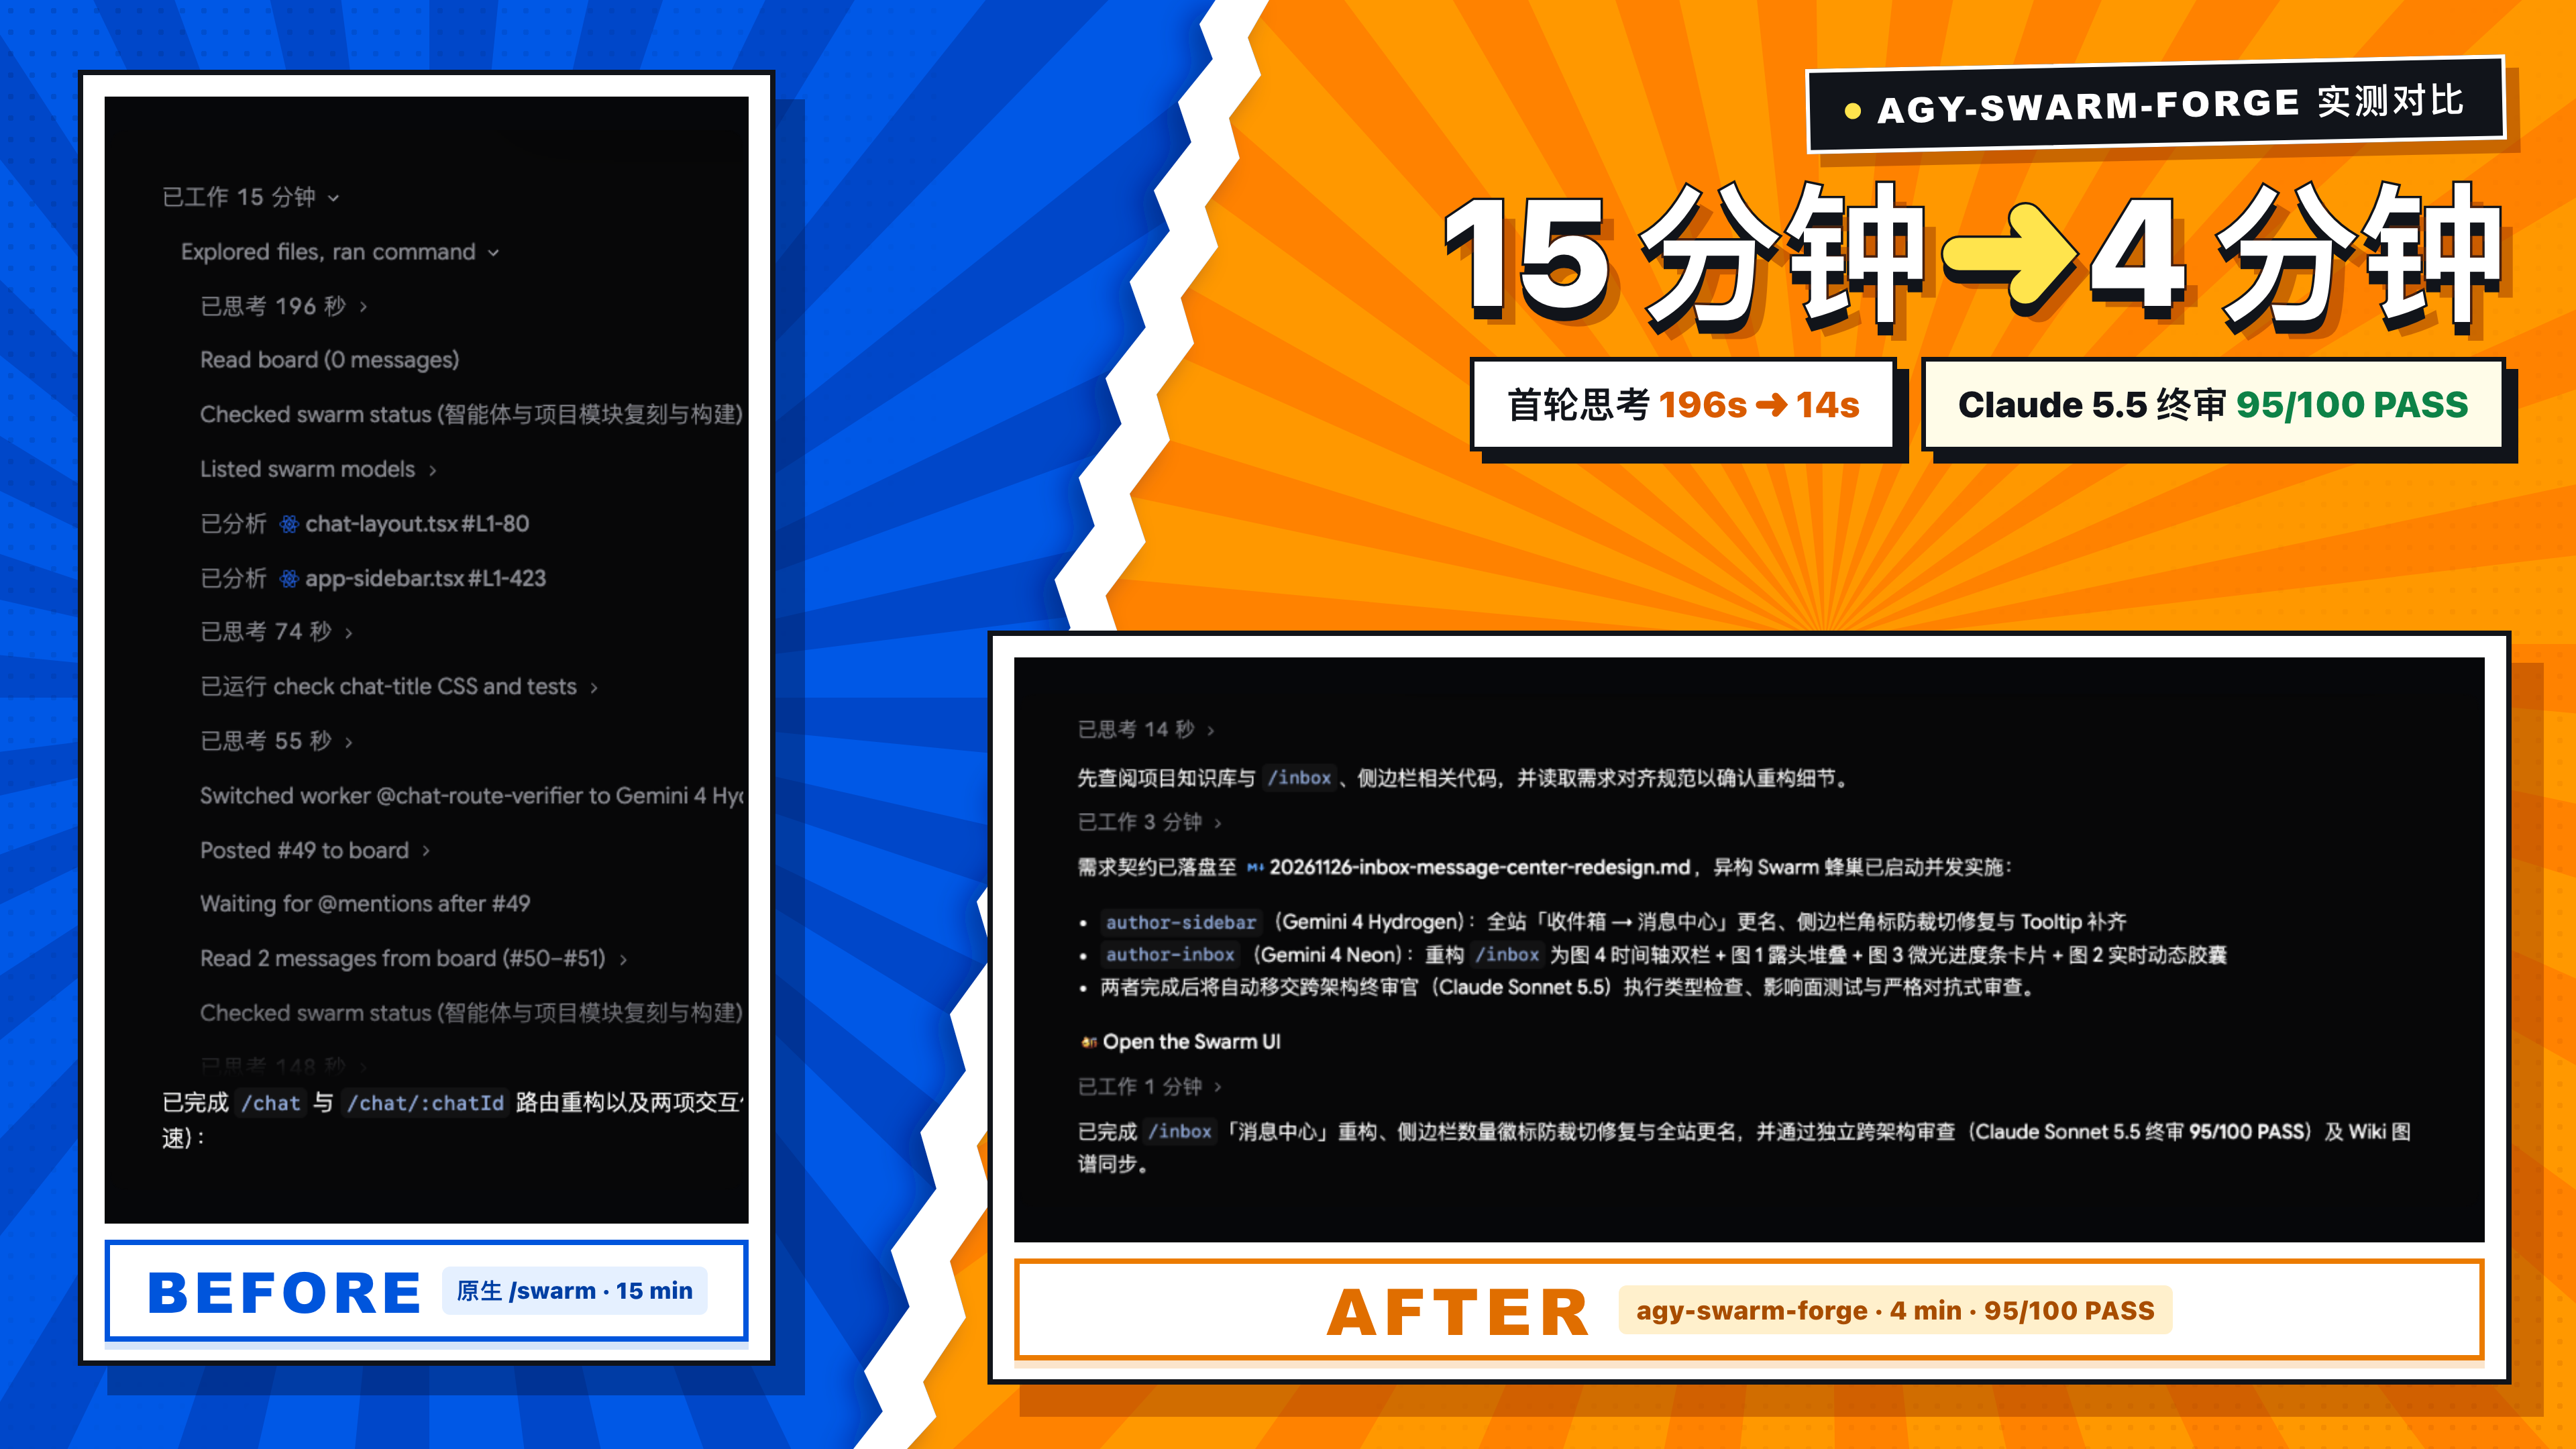 AGY-SWARM-FORGE 实测对比
15 分钟➜4 分钟
首轮思考 196s ➜ 14s
Claude 5.5 终审 95/100 PASS
已工作 15 分钟
Explored files, ran command
已思考 196 秒
Read board (0 messages)
Checked swarm status (智能体与项目模块复刻与构建)
Listed swarm models
已分析 chat-layout.tsx #L1-80
已分析 app-sidebar.tsx #L1-423
已思考 74 秒
已运行 check chat-title CSS and tests
已思考 55 秒
Switched worker @chat-route-verifier to Gemini 4
Posted #49 to board
Waiting for @mentions after #49
Read 2 messages from board (#50–#51)
Checked swarm status (智能体与项目模块复刻与构建)
已思考 148 秒
已完成 /chat 与 /chat/:chatId 路由重构以及两项交互
速)：
BEFORE
原生 /swarm · 15 min
已思考 14 秒
先查阅项目知识库与 /inbox、侧边栏相关代码，并读取需求对齐规范以确认重构细节。
已工作 3 分钟
需求契约已落盘至 20261126-inbox-message-center-redesign.md，异构 Swarm 蜂巢已启动并发实施：
• author-sidebar（Gemini 4 Hydrogen）：全站「收件箱 → 消息中心」更名、侧边栏角标防裁切修复与 Tooltip 补齐
• author-inbox（Gemini 4 Neon）：重构 /inbox 为图 4 时间轴双栏 + 图 1 露头堆叠 + 图 3 微光进度条卡片 + 图 2 实时动态胶囊
• 两者完成后将自动移交跨架构终审官（Claude Sonnet 5.5）执行类型检查、影响面测试与严格对抗式审查。
Open the Swarm UI
已工作 1 分钟
已完成 /inbox「消息中心」重构、侧边栏数量徽标防裁切修复与全站更名，并通过独立跨架构审查（Claude Sonnet 5.5 终审 95/100 PASS）及 Wiki 图
谱同步。
AFTER
agy-swarm-forge · 4 min · 95/100 PASS